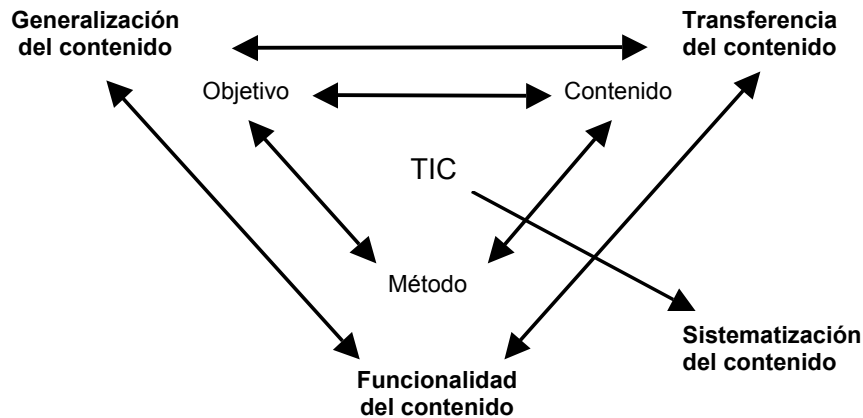 Generalización
del contenido
Transferencia
del contenido
Objetivo
Contenido
TIC
Método
Sistematización
del contenido
Funcionalidad
del contenido